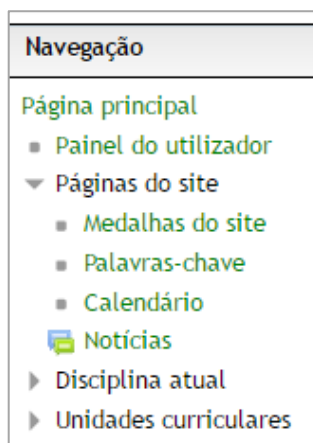 Navegação
Página principal
Painel do utilizador
Páginas do site
Medalhas do site
Palavras-chave
Calendário
Notícias
Disciplina atual
Unidades curriculares